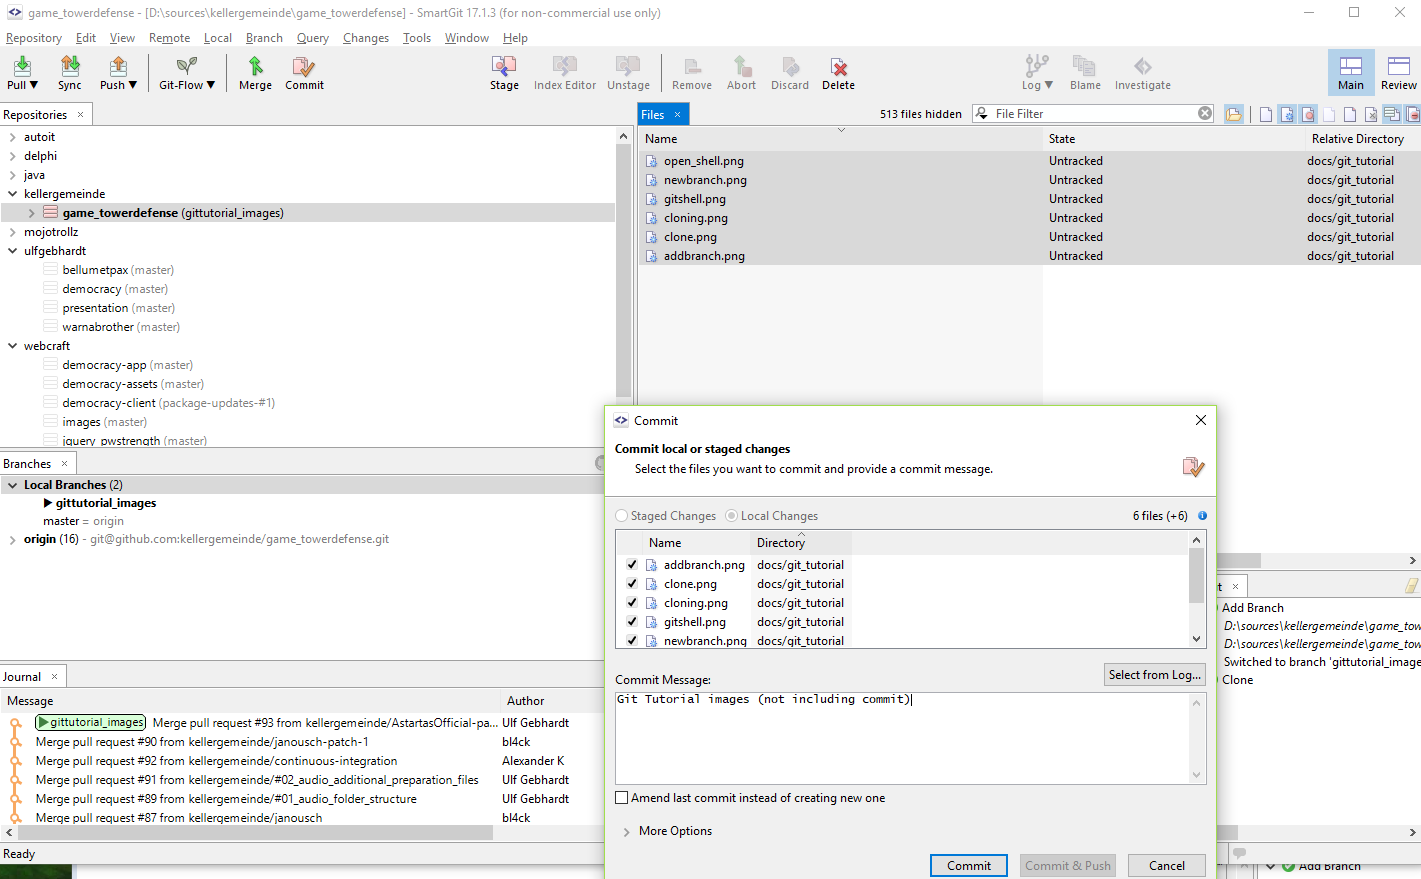 game_towerdefense - [D:\sources\kellergemeinde\game_towerdefense] - SmartGit 17.1.3 (for non-commercial use only)
Repository Edit View Remote Local Branch Query Changes Tools Window Help
Pull ▼ Sync Push ▼ Git-Flow ▼ Merge Commit Stage Index Editor Unstage Remove Abort Discard Delete Log ▼ Blame Investigate Main Review
Repositories
autoit
delphi
java
kellergemeinde
game_towerdefense (gittutorial_images)
mojotrollz
ulfgebhardt
bellumetpax (master)
democracy (master)
presentation (master)
warnabrother (master)
webcraft
democracy-app (master)
democracy-assets (master)
democracy-client (package-updates-#1)
images (master)
jquery_pwstrength (master)
Files 513 files hidden File Filter
Name State Relative Directory
open_shell.png Untracked docs/git_tutorial
newbranch.png Untracked docs/git_tutorial
gitshell.png Untracked docs/git_tutorial
cloning.png Untracked docs/git_tutorial
clone.png Untracked docs/git_tutorial
addbranch.png Untracked docs/git_tutorial
Branches
Local Branches (2)
gittutorial_images
master = origin
origin (16) - git@github.com:kellergemeinde/game_towerdefense.git
Journal
Message Author
gittutorial_images Merge pull request #93 from kellergemeinde/AstartasOfficial-pa... Ulf Gebhardt
Merge pull request #90 from kellergemeinde/janousch-patch-1 bl4ck
Merge pull request #92 from kellergemeinde/continuous-integration Alexander K
Merge pull request #91 from kellergemeinde/#02_audio_additional_preparation_files Ulf Gebhardt
Merge pull request #89 from kellergemeinde/#01_audio_folder_structure Ulf Gebhardt
Merge pull request #87 from kellergemeinde/janousch bl4ck
Ready
Commit
Commit local or staged changes
Select the files you want to commit and provide a commit message.
Staged Changes Local Changes 6 files (+6)
Name Directory
addbranch.png docs/git_tutorial
clone.png docs/git_tutorial
cloning.png docs/git_tutorial
gitshell.png docs/git_tutorial
newbranch.png docs/git_tutorial
Commit Message: Select from Log...
Git Tutorial images (not including commit)
Amend last commit instead of creating new one
More Options
Commit Commit & Push Cancel
t
Add Branch
D:\sources\kellergemeinde\game_tow
D:\sources\kellergemeinde\game_tow
Switched to branch 'gittutorial_image
Clone
Add Branch